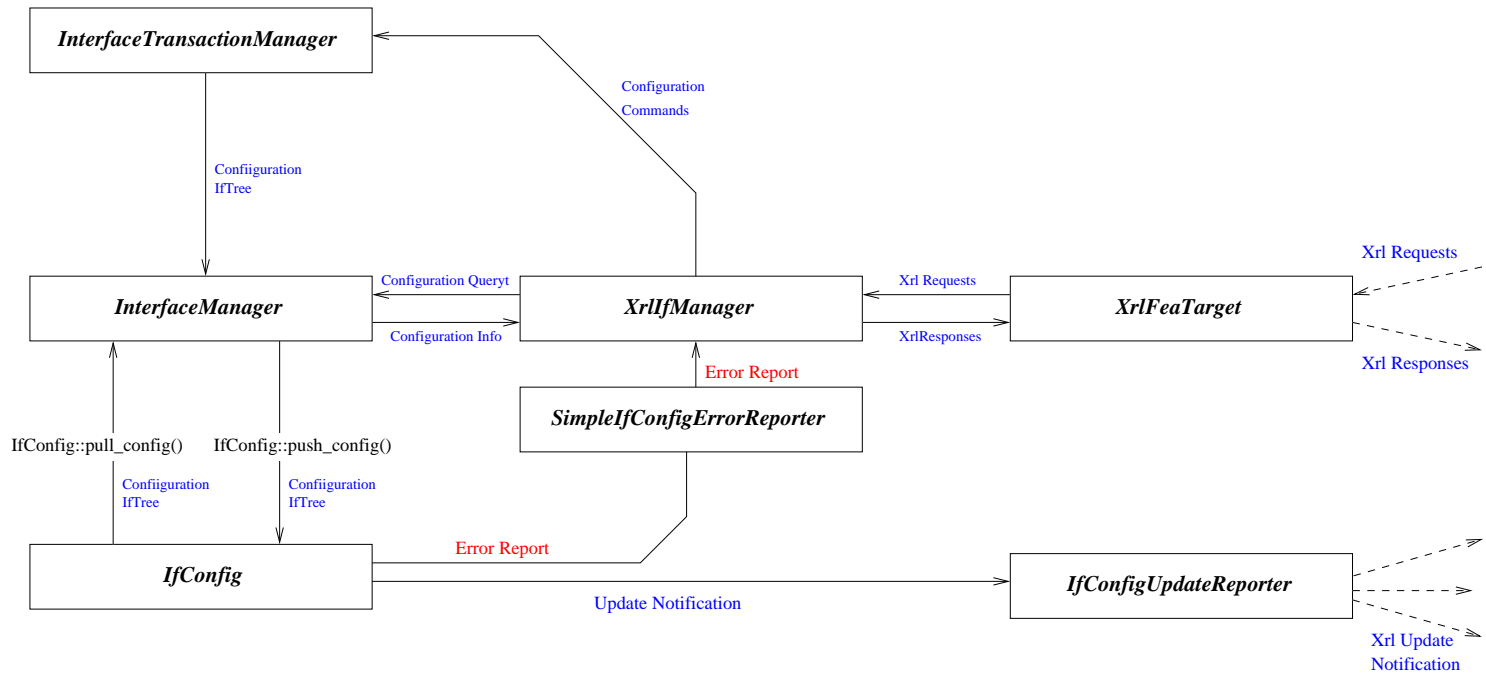 InterfaceTransactionManager
Configuration
Commands
Confiiguration
IfTree
Xrl Requests
InterfaceManager
Configuration Queryt
Configuration Info
XrlIfManager
Xrl Requests
XrlResponses
XrlFeaTarget
Xrl Responses
Error Report
SimpleIfConfigErrorReporter
IfConfig::pull_config()
IfConfig::push_config()
Confiiguration
IfTree
Confiiguration
IfTree
IfConfig
Error Report
Update Notification
IfConfigUpdateReporter
Xrl Update
Notification